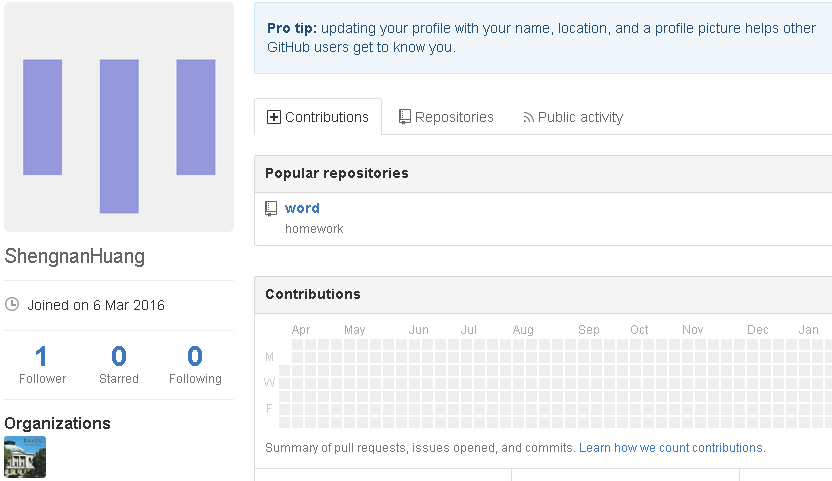 Pro tip: updating your profile with your name, location, and a profile picture helps other
GitHub users get to know you.
Contributions
Repositories
Public activity
Popular repositories
word
homework
ShengnanHuang
Joined on 6 Mar 2016
1
Follower
0
Starred
0
Following
Organizations
Contributions
Apr May Jun Jul Aug Sep Oct Nov Dec Jan
M
W
F
Summary of pull requests, issues opened, and commits. Learn how we count contributions.